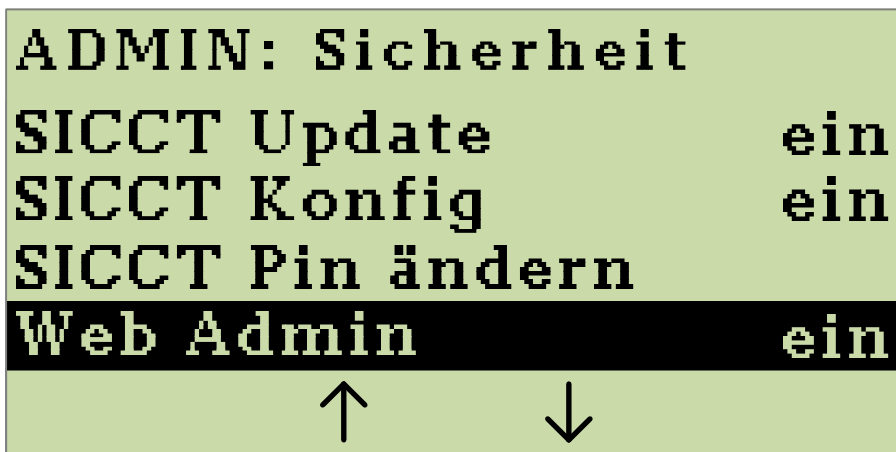 ADMIN: Sicherheit
SICCT Update ein
SICCT Konfig ein
SICCT Pin ändern
Web Admin ein
↑ ↓